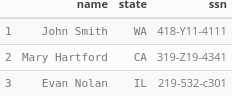 name state ssn
1 John Smith WA 418-Y11-4111
2 Mary Hartford CA 319-Z19-4341
3 Evan Nolan IL 219-532-c301